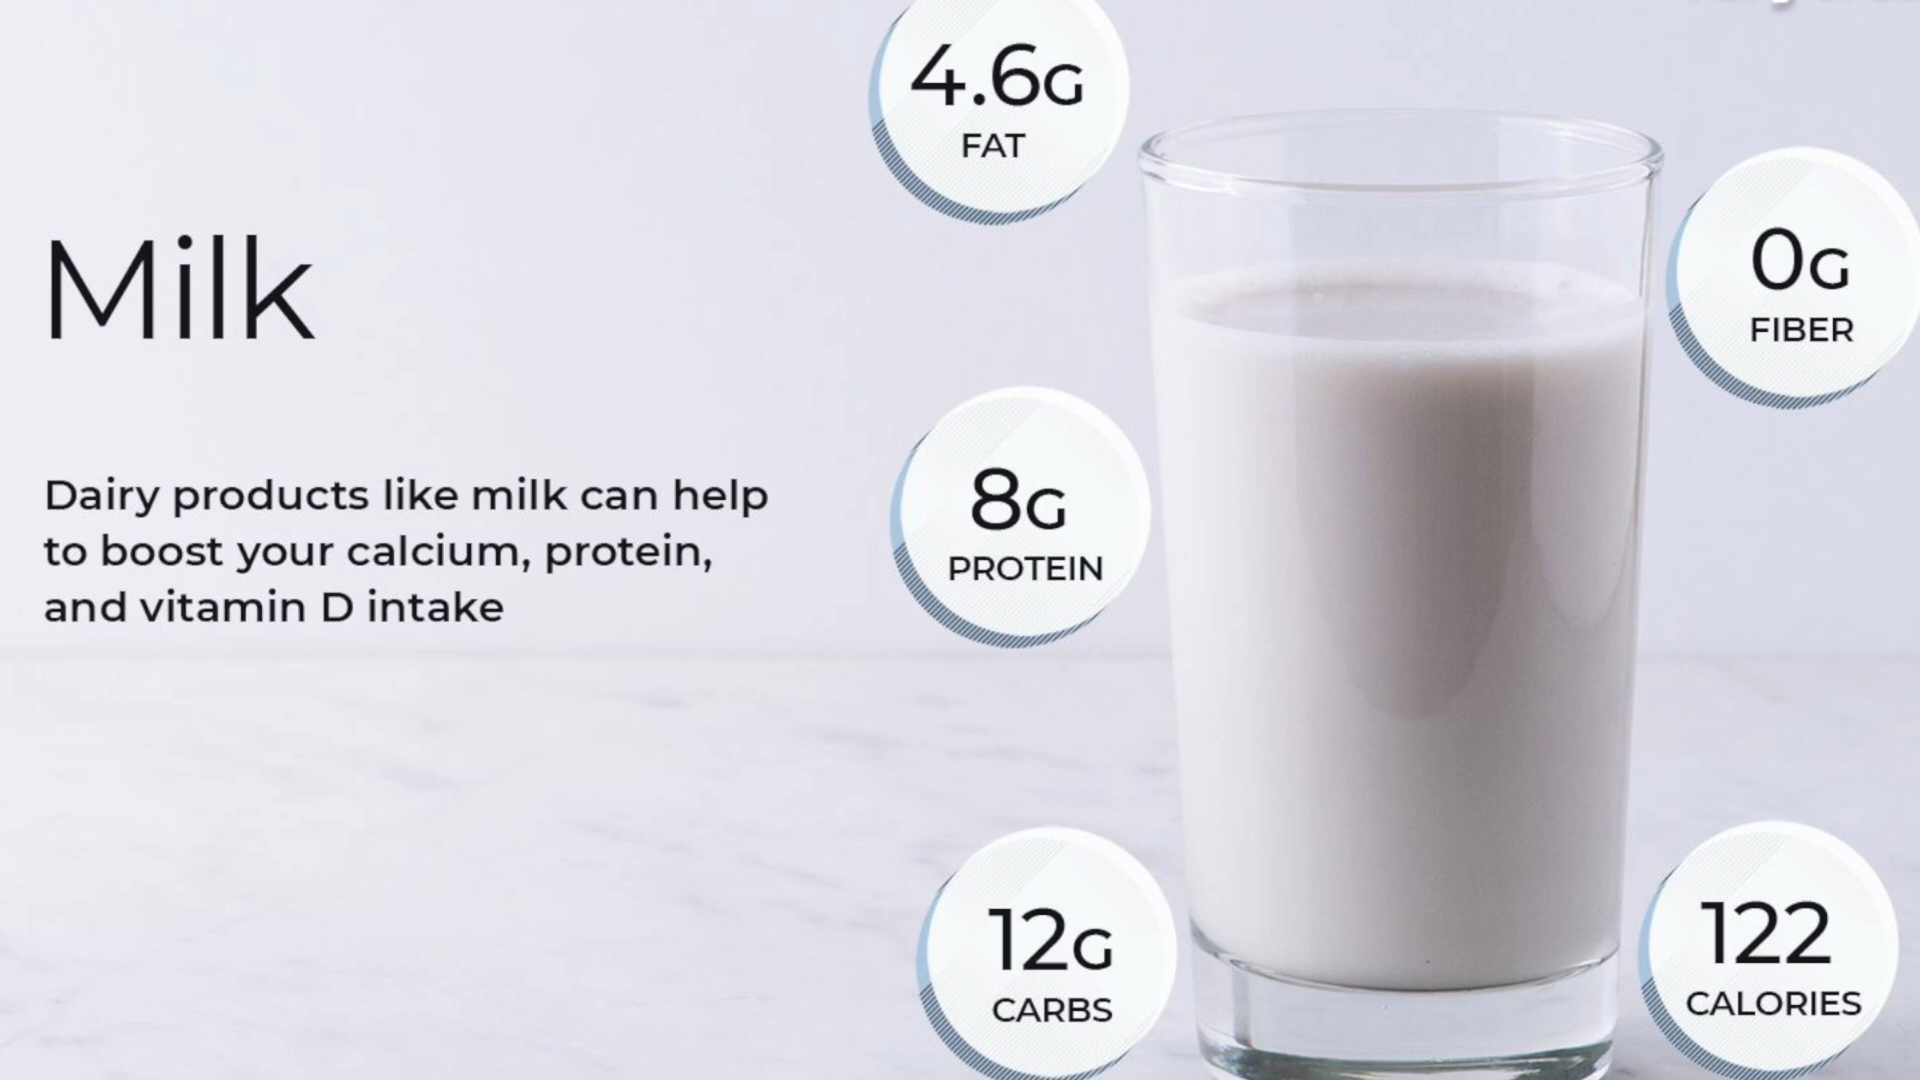 4.6G
FAT
0G
FIBER
Milk
8G
PROTEIN
Dairy products like milk can help
to boost your calcium, protein,
and vitamin D intake
12G
CARBS
122
CALORIES